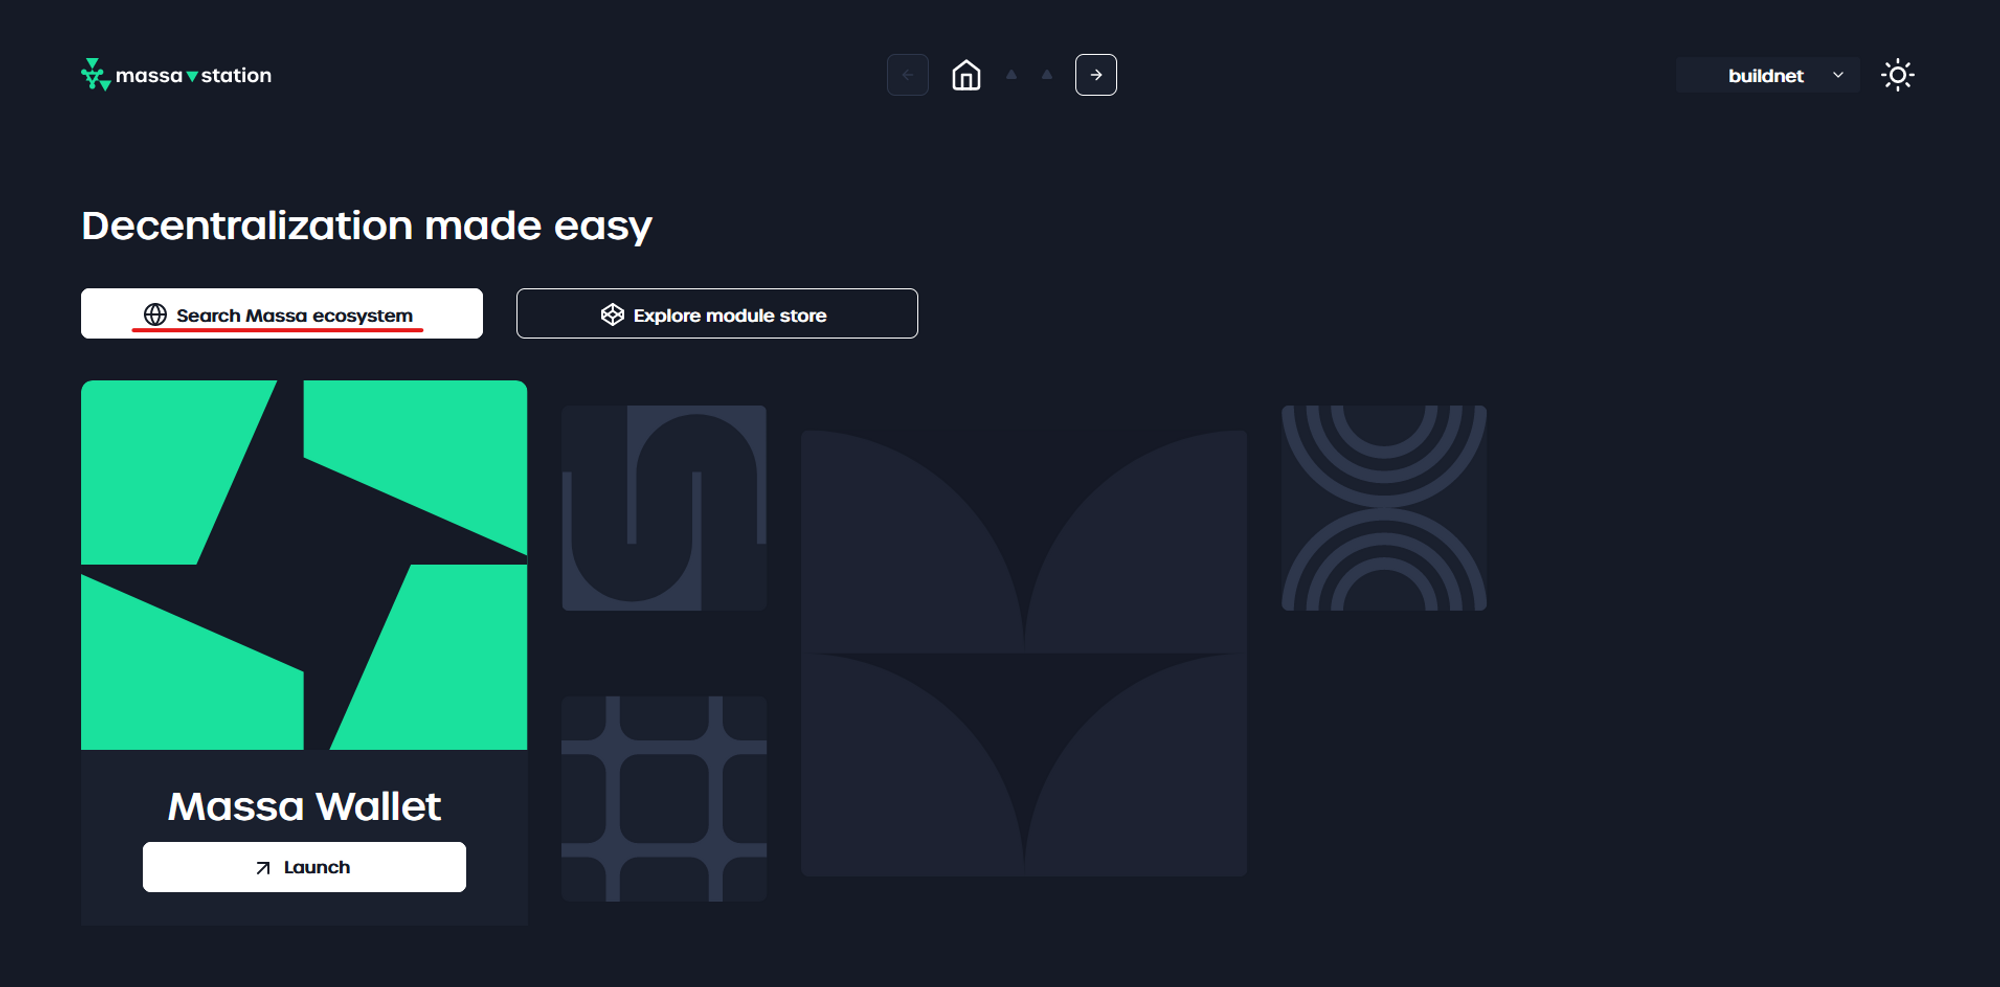 massa station
buildnet
Decentralization made easy
Search Massa ecosystem
Explore module store
Massa Wallet
Launch